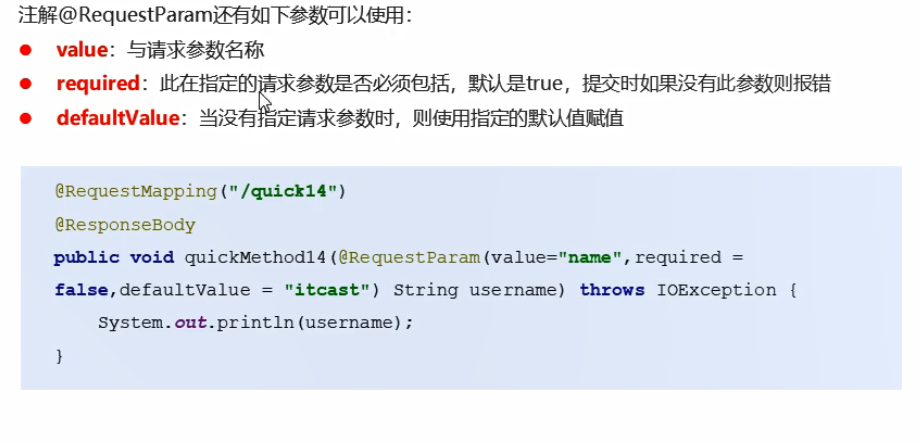 注解@RequestParam还有如下参数可以使用：
● value：与请求参数名称
● required：此在指定的请求参数是否必须包括，默认是true，提交时如果没有此参数则报错
● defaultValue：当没有指定请求参数时，则使用指定的默认值赋值
@RequestMapping("/quick14")
@ResponseBody
public void quickMethod14(@RequestParam(value="name",required =
false,defaultValue = "itcast") String username) throws IOException {
    System.out.println(username);
}